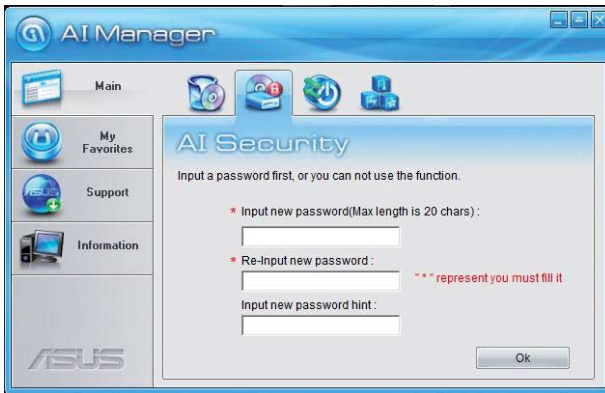 AI Manager
Main
My
Favorites
Support
Information
ASUS
AI Security
Input a password first, or you can not use the function.
* Input new password(Max length is 20 chars) :
* Re-Input new password :
" * " represent you must fill it
Input new password hint :
Ok